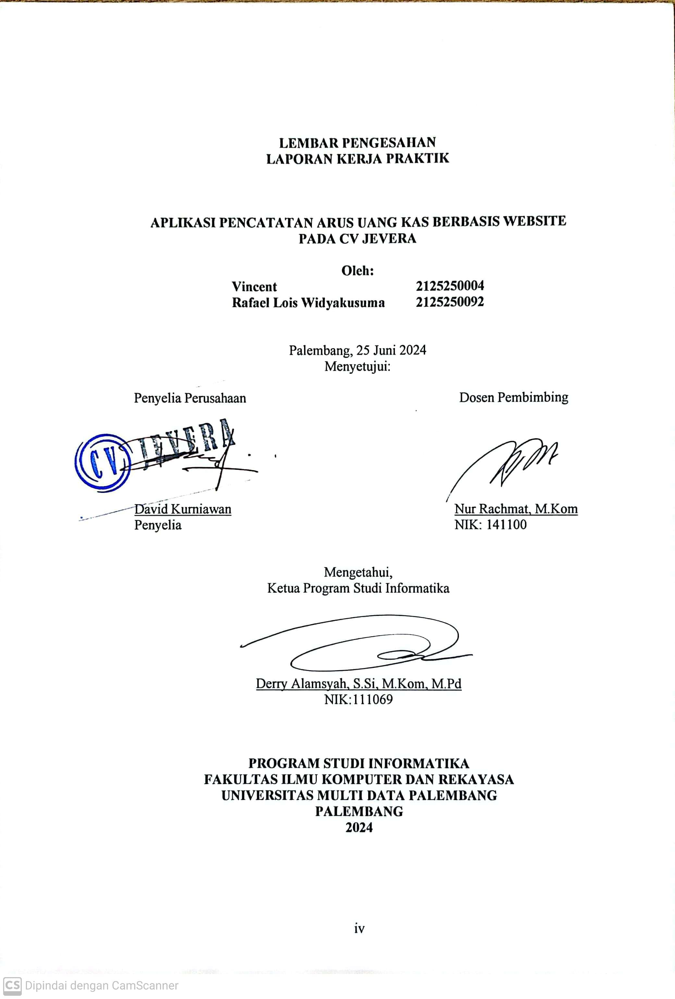 LEMBAR PENGESAHAN
LAPORAN KERJA PRAKTIK
APLIKASI PENCATATAN ARUS UANG KAS BERBASIS WEBSITE
PADA CV JEVERA
Oleh:
Vincent 2125250004
Rafael Lois Widyakusuma 2125250092
Palembang, 25 Juni 2024
Menyetujui:
Penyelia Perusahaan Dosen Pembimbing
CV JEVERA
David Kurniawan Nur Rachmat, M.Kom
Penyelia NIK: 141100
Mengetahui,
Ketua Program Studi Informatika
Derry Alamsyah, S.Si, M.Kom, M.Pd
NIK:111069
PROGRAM STUDI INFORMATIKA
FAKULTAS ILMU KOMPUTER DAN REKAYASA
UNIVERSITAS MULTI DATA PALEMBANG
PALEMBANG
2024
iv
CS Dipindai dengan CamScanner